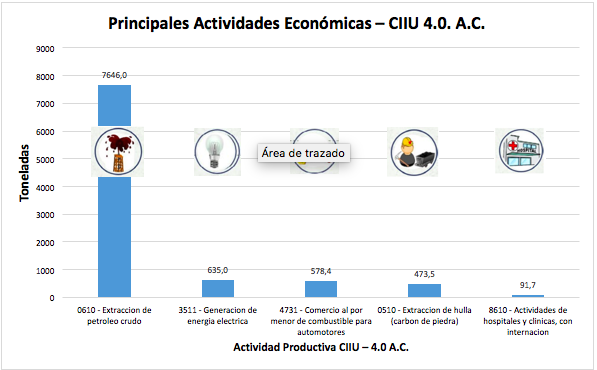 Principales Actividades Económicas – CIIU 4.0. A.C.
9000
8000
7000
6000
5000
4000
3000
2000
1000
0
Toneladas
7646,0
635,0
578,4
473,5
91,7
HOSPITAL
Área de trazado
0610 - Extraccion de
petroleo crudo
3511 - Generacion de
energia electrica
4731 - Comercio al por
menor de combustible para
automotores
0510 - Extraccion de hulla
(carbon de piedra)
8610 - Actividades de
hospitales y clinicas, con
internacion
Actividad Productiva CIIU – 4.0 A.C.